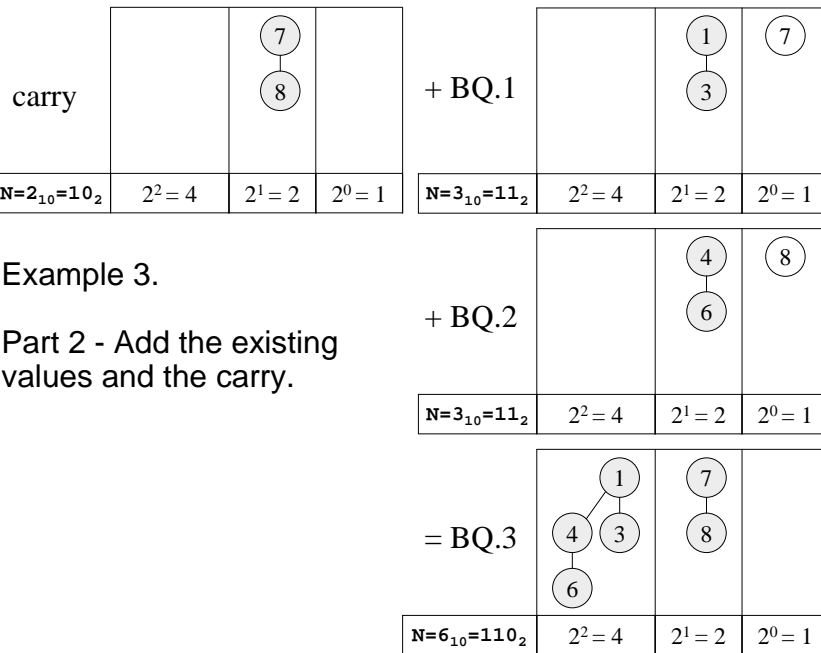 7
8
carry
N=2₁₀=10₂ 2² = 4 2¹ = 2 2⁰ = 1
1 7
3
+ BQ.1
N=3₁₀=11₂ 2² = 4 2¹ = 2 2⁰ = 1
Example 3.
Part 2 - Add the existing
values and the carry.
4 8
6
+ BQ.2
N=3₁₀=11₂ 2² = 4 2¹ = 2 2⁰ = 1
1 7
= BQ.3 4 3 8
6
N=6₁₀=110₂ 2² = 4 2¹ = 2 2⁰ = 1